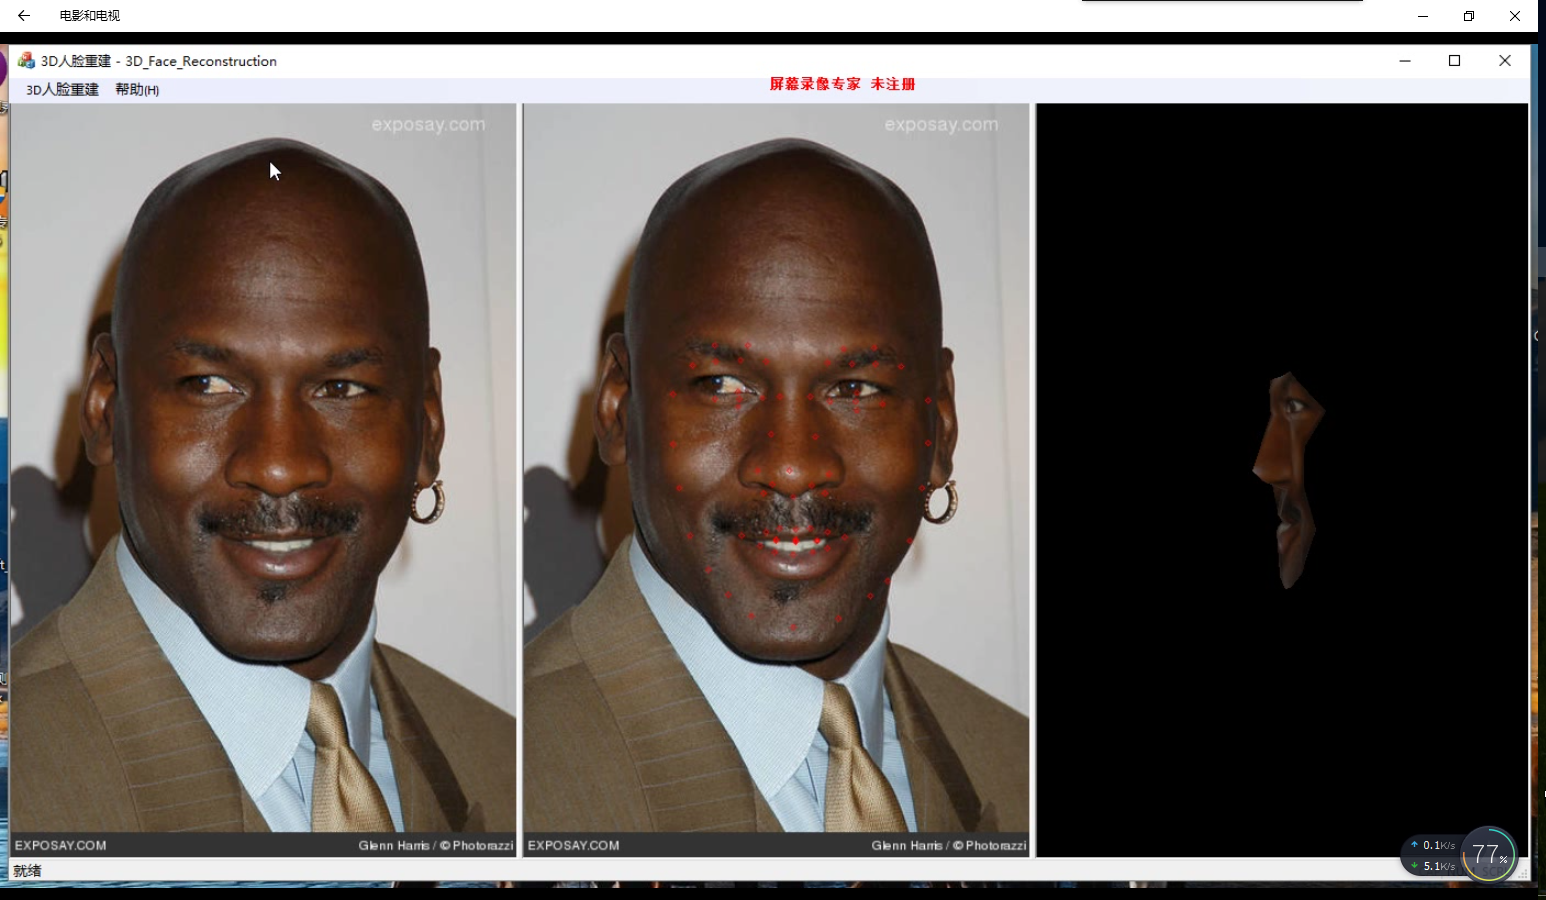 电影和电视
3D人脸重建 - 3D_Face_Reconstruction
3D人脸重建 帮助(H)
屏幕录像专家 未注册
exposay.com
exposay.com
EXPOSAY.COM
Glenn Harris / © Photorazzi
EXPOSAY.COM
Glenn Harris / © Photorazzi
就绪
0.1K/s
5.1K/s
77%